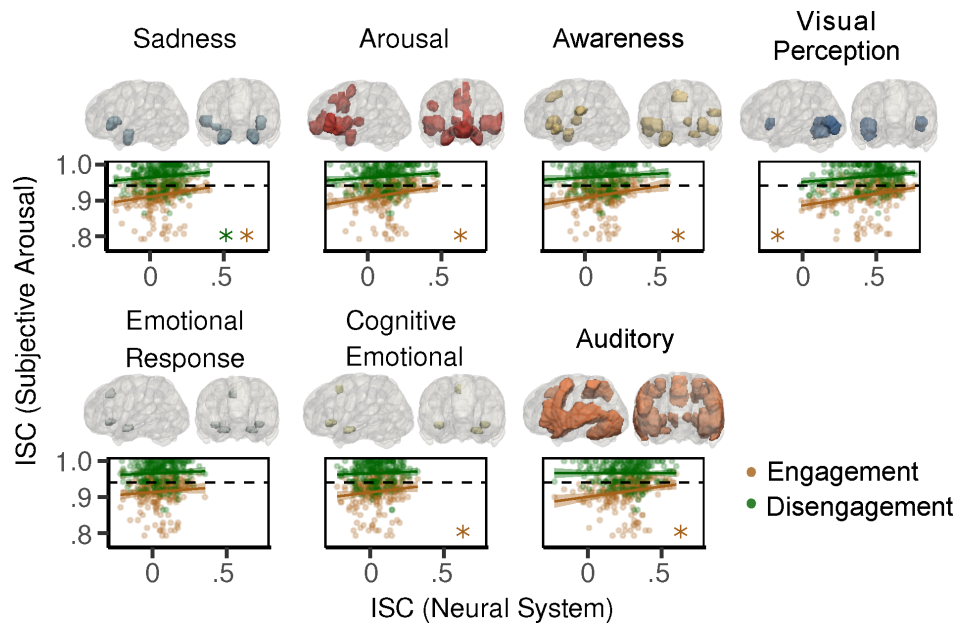 Sadness
Arousal
Awareness
Visual
Perception
ISC (Subjective Arousal)
1.0
.9
.8
* *
*
*
*
0 .5
0 .5
0 .5
0 .5
Emotional
Response
Cognitive
Emotional
Auditory
1.0
.9
.8
*
*
Engagement
Disengagement
0 .5
0 .5
0 .5
ISC (Neural System)